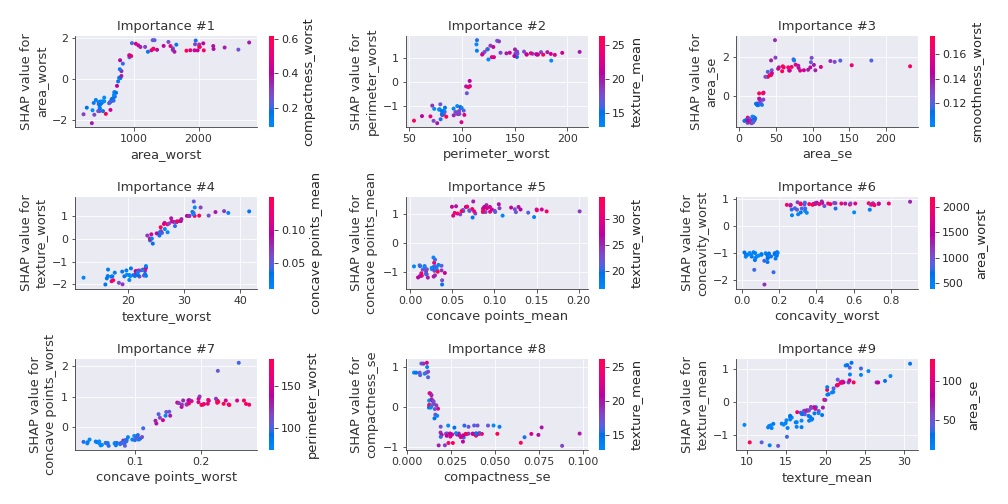 Importance #1
SHAP value for
area_worst
2
0
−2
1000
2000
area_worst
0.6
0.4
0.2
compactness_worst
Importance #2
SHAP value for
perimeter_worst
1
0
−1
50
100
150
200
perimeter_worst
25
20
15
texture_mean
Importance #3
SHAP value for
area_se
2
0
0
50
100
150
200
area_se
0.16
0.14
0.12
smoothness_worst
Importance #4
SHAP value for
texture_worst
1
0
−1
−2
20
30
40
texture_worst
0.10
0.05
concave points_mean
Importance #5
SHAP value for
concave points_mean
1
0
−1
0.00
0.05
0.10
0.15
0.20
concave points_mean
30
25
20
texture_worst
Importance #6
SHAP value for
concavity_worst
1
0
−1
−2
0.0
0.2
0.4
0.6
0.8
concavity_worst
2000
1500
1000
500
area_worst
Importance #7
SHAP value for
concave points_worst
2
1
0
0.1
0.2
concave points_worst
150
100
perimeter_worst
Importance #8
SHAP value for
compactness_se
1
0
−1
0.000
0.025
0.050
0.075
0.100
compactness_se
25
20
15
texture_mean
Importance #9
SHAP value for
texture_mean
1
0
−1
10
15
20
25
30
texture_mean
100
50
area_se